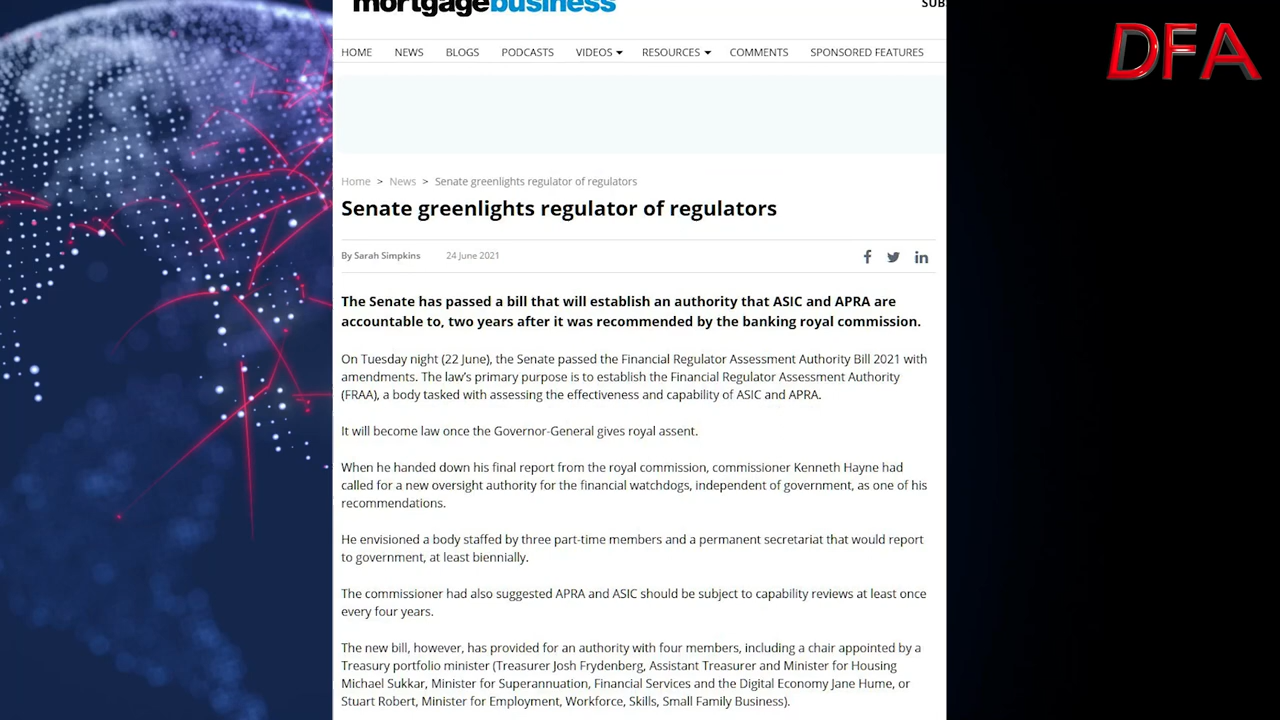 mortgagebusiness
SUB
DFA
HOME NEWS BLOGS PODCASTS VIDEOS RESOURCES COMMENTS SPONSORED FEATURES
Home > News > Senate greenlights regulator of regulators
Senate greenlights regulator of regulators
By Sarah Simpkins 24 June 2021
The Senate has passed a bill that will establish an authority that ASIC and APRA are
accountable to, two years after it was recommended by the banking royal commission.
On Tuesday night (22 June), the Senate passed the Financial Regulator Assessment Authority Bill 2021 with
amendments. The law's primary purpose is to establish the Financial Regulator Assessment Authority
(FRAA), a body tasked with assessing the effectiveness and capability of ASIC and APRA.
It will become law once the Governor-General gives royal assent.
When he handed down his final report from the royal commission, commissioner Kenneth Hayne had
called for a new oversight authority for the financial watchdogs, independent of government, as one of his
recommendations.
He envisioned a body staffed by three part-time members and a permanent secretariat that would report
to government, at least biennially.
The commissioner had also suggested APRA and ASIC should be subject to capability reviews at least once
every four years.
The new bill, however, has provided for an authority with four members, including a chair appointed by a
Treasury portfolio minister (Treasurer Josh Frydenberg, Assistant Treasurer and Minister for Housing
Michael Sukkar, Minister for Superannuation, Financial Services and the Digital Economy Jane Hume, or
Stuart Robert, Minister for Employment, Workforce, Skills, Small Family Business).